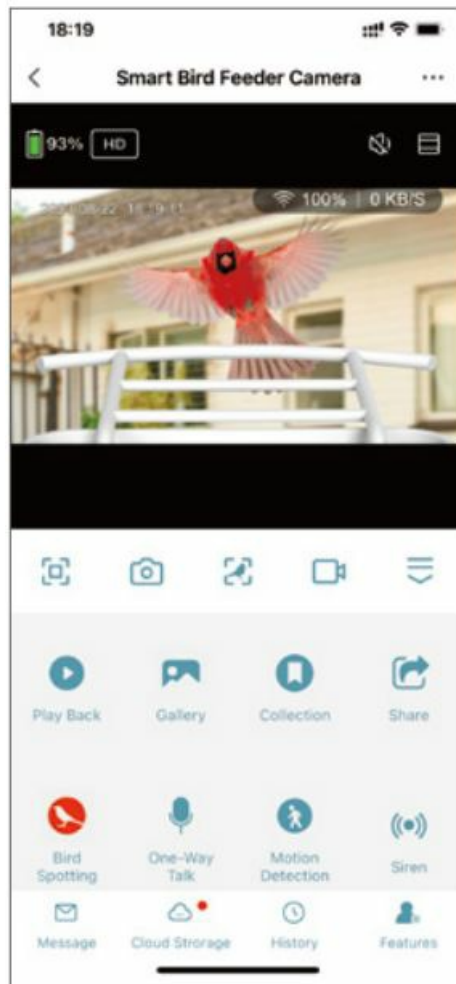 18:19
Smart Bird Feeder Camera
93% HD
100% | 0 KB/S
Play Back Gallery Collection Share
Bird Spotting One-Way Talk Motion Detection Siren
Message Cloud Strorage History Features